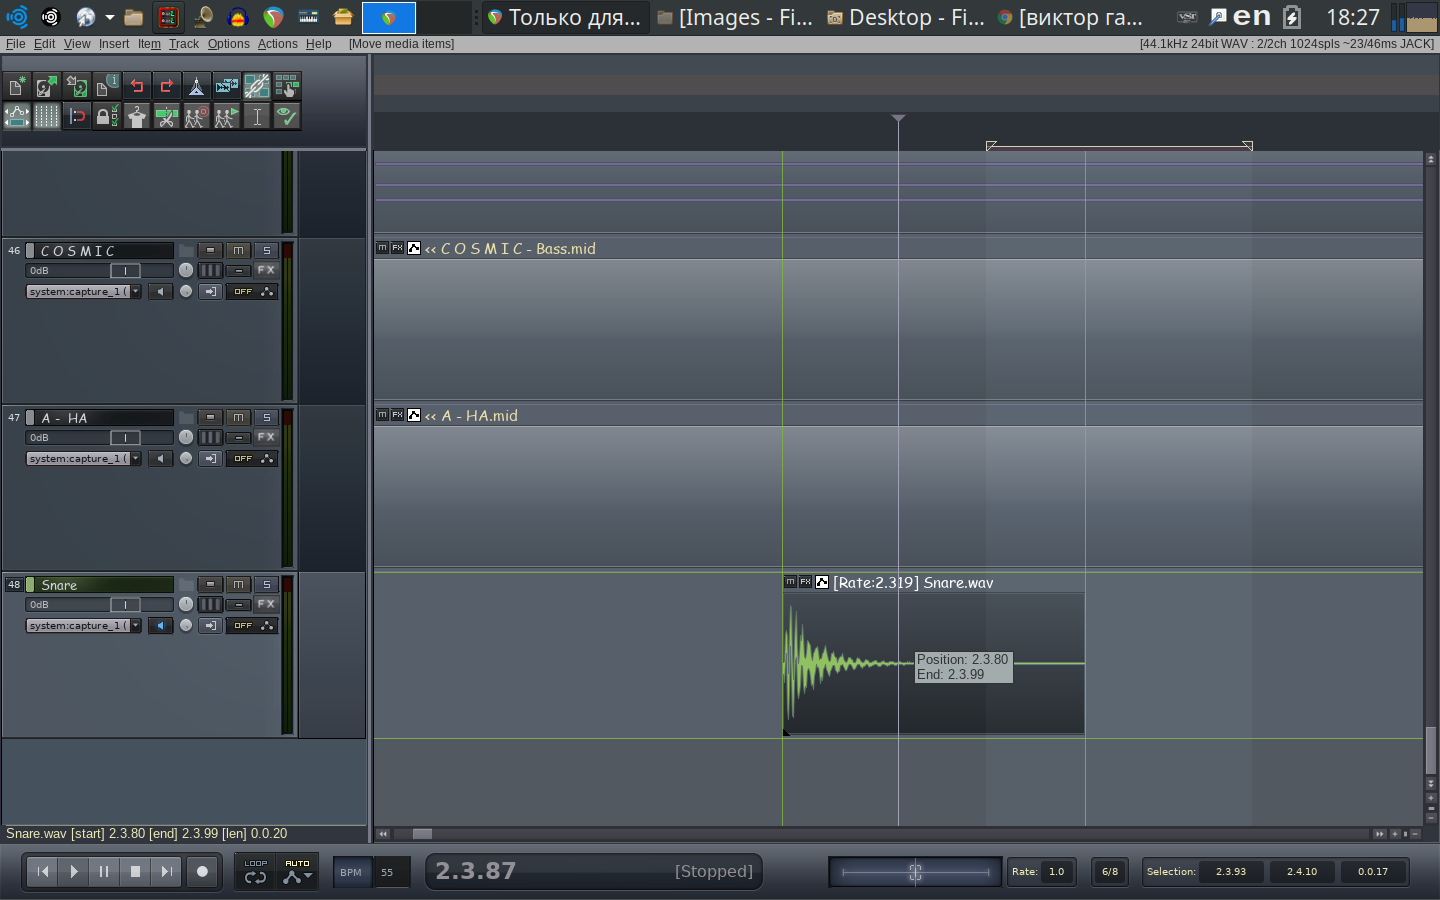 Только для... [Images - Fi... Desktop - Fi... [виктор га... VSr en 18:27
File Edit View Insert Item Track Options Actions Help [Move media items] [44.1kHz 24bit WAV : 2/2ch 1024spls ~23/46ms JACK]
46 C O S M I C M S
M FX << C O S M I C - Bass.mid
0dB FX
system:capture_1 ( OFF
47 A - HA M S
M FX << A - HA.mid
0dB FX
system:capture_1 ( OFF
48 Snare M S
M FX [Rate:2.319] Snare.wav
0dB FX
system:capture_1 ( OFF
Position: 2.3.80
End: 2.3.99
Snare.wav [start] 2.3.80 [end] 2.3.99 [len] 0.0.20
LOOP AUTO
BPM 55
2.3.87 [Stopped]
Rate: 1.0
6/8
Selection: 2.3.93 2.4.10 0.0.17